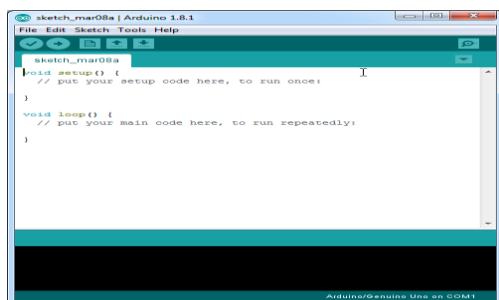 sketch_mar08a | Arduino 1.8.1
File Edit Sketch Tools Help
sketch_mar08a
void setup() {
// put your setup code here, to run once:
}
void loop() {
// put your main code here, to run repeatedly:
}
Arduino/Genuino Uno on COM1